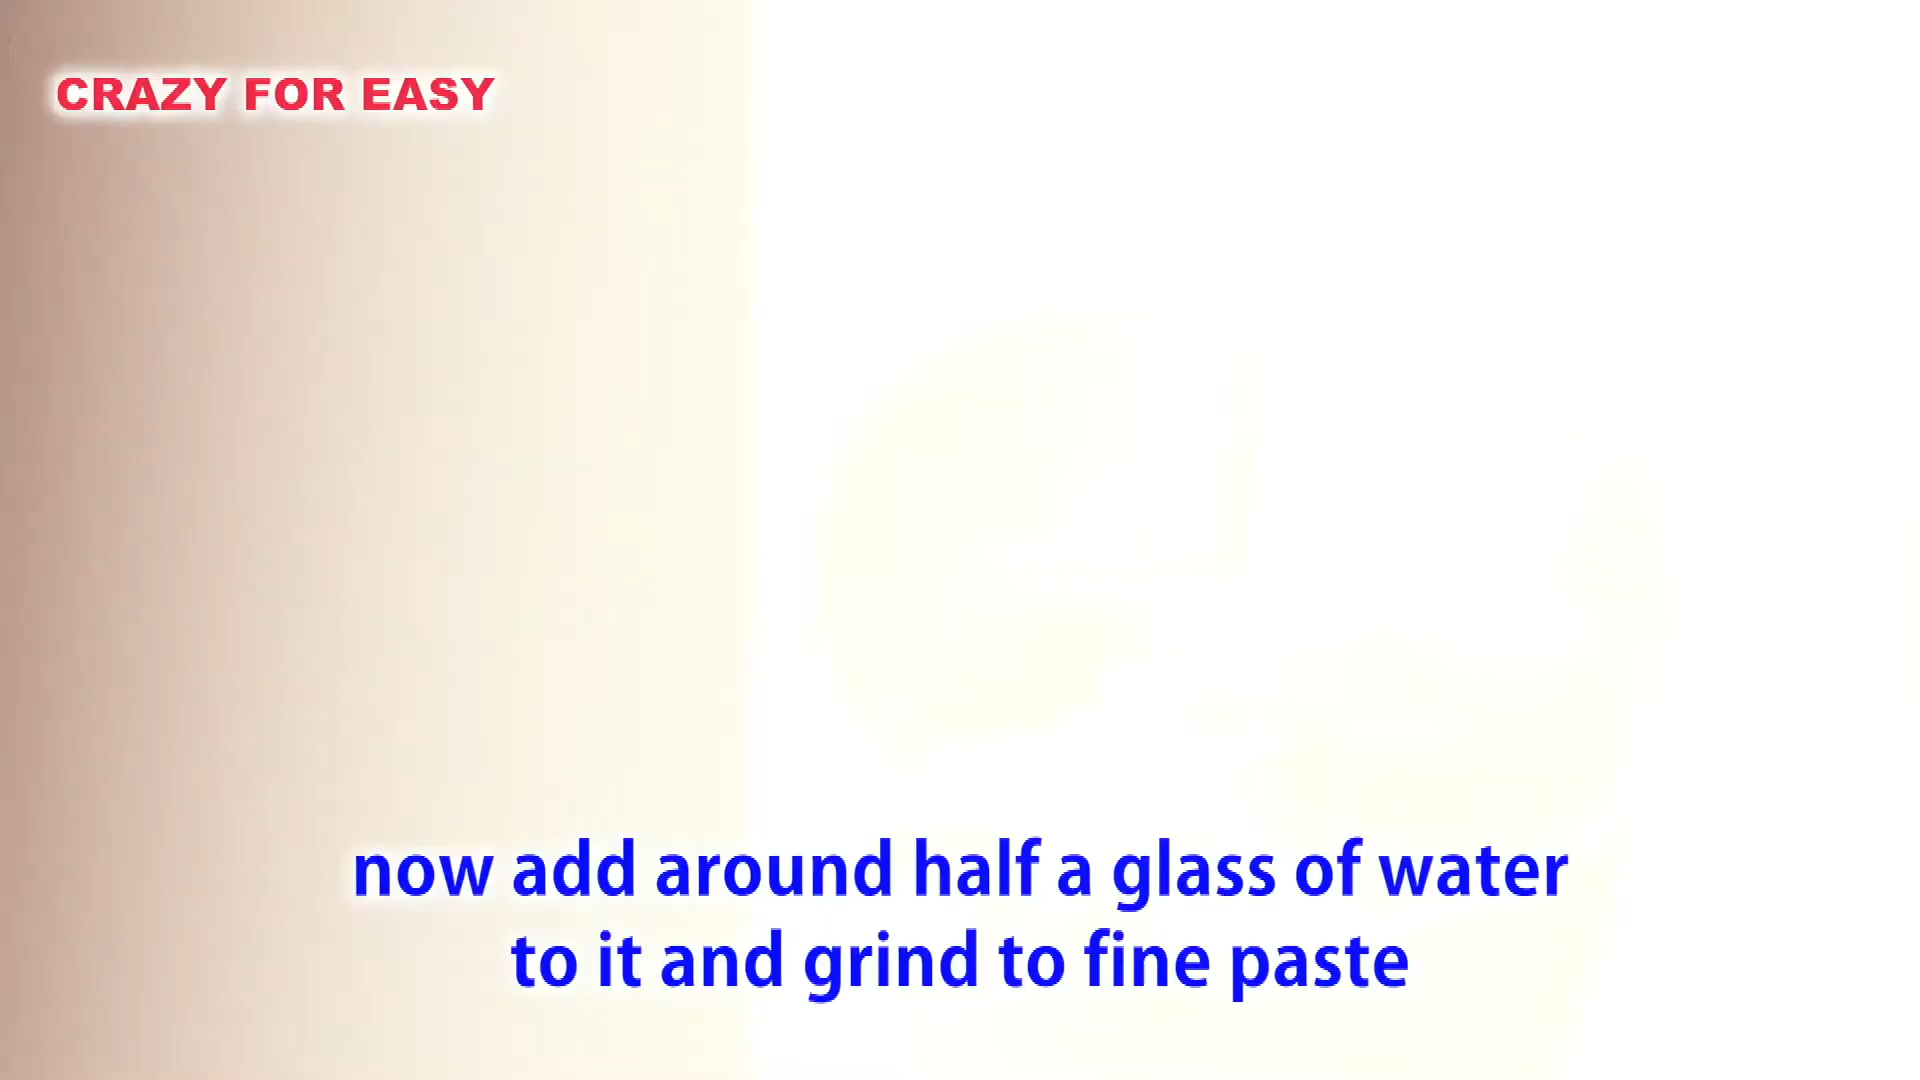 CRAZY FOR EASY
now add around half a glass of water
to it and grind to fine paste